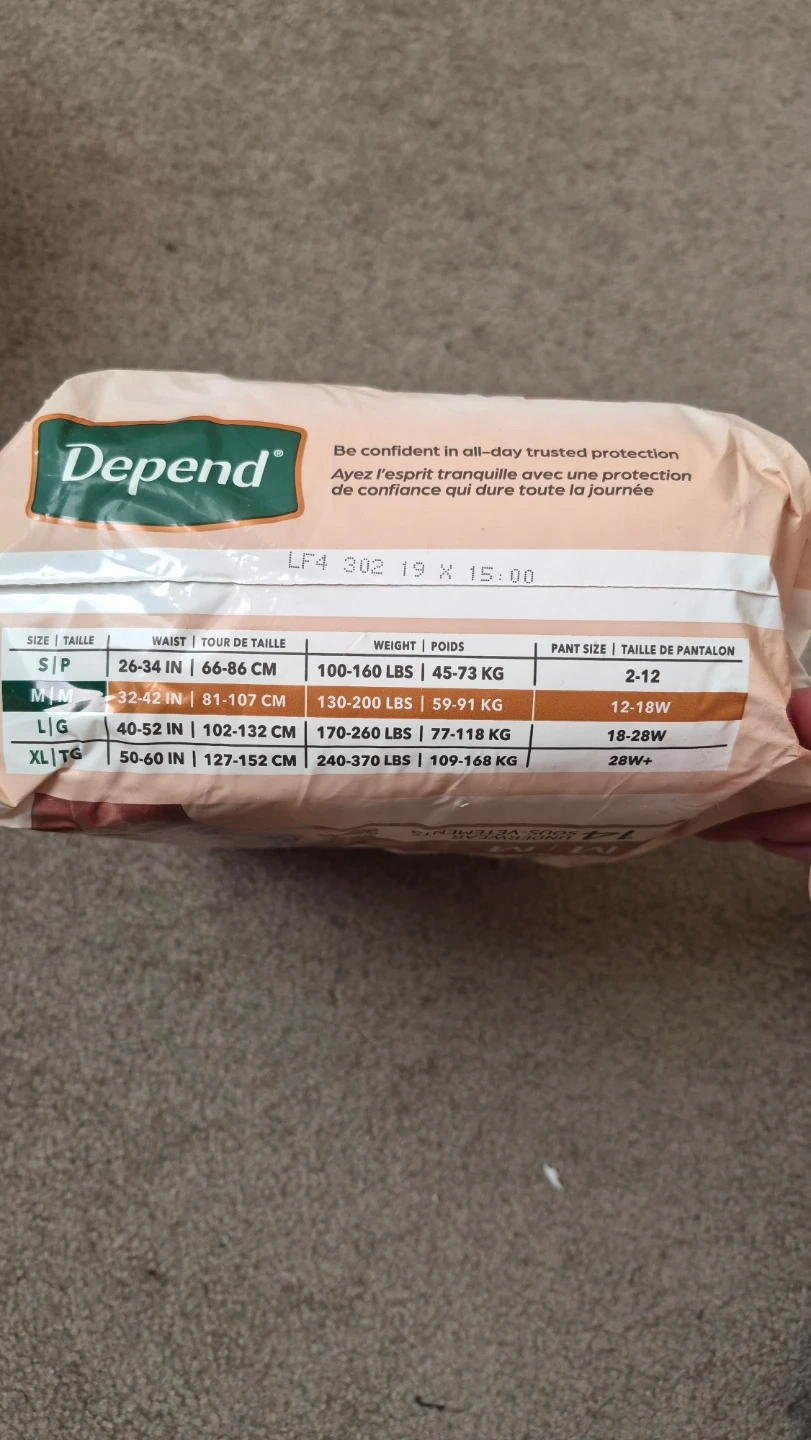 Depend®
Be confident in all-day trusted protection
Ayez l'esprit tranquille avec une protection
de confiance qui dure toute la journée
LF4 302 19 X 15:00
SIZE | TAILLE WAIST | TOUR DE TAILLE WEIGHT | POIDS PANT SIZE | TAILLE DE PANTALON
S|P 26-34 IN | 66-86 CM 100-160 LBS | 45-73 KG 2-12
M|M 32-42 IN | 81-107 CM 130-200 LBS | 59-91 KG 12-18W
L|G 40-52 IN | 102-132 CM 170-260 LBS | 77-118 KG 18-28W
XL|TG 50-60 IN | 127-152 CM 240-370 LBS | 109-168 KG 28W+
14 UNDERWEAR
SOUS-VÊTEMENTS